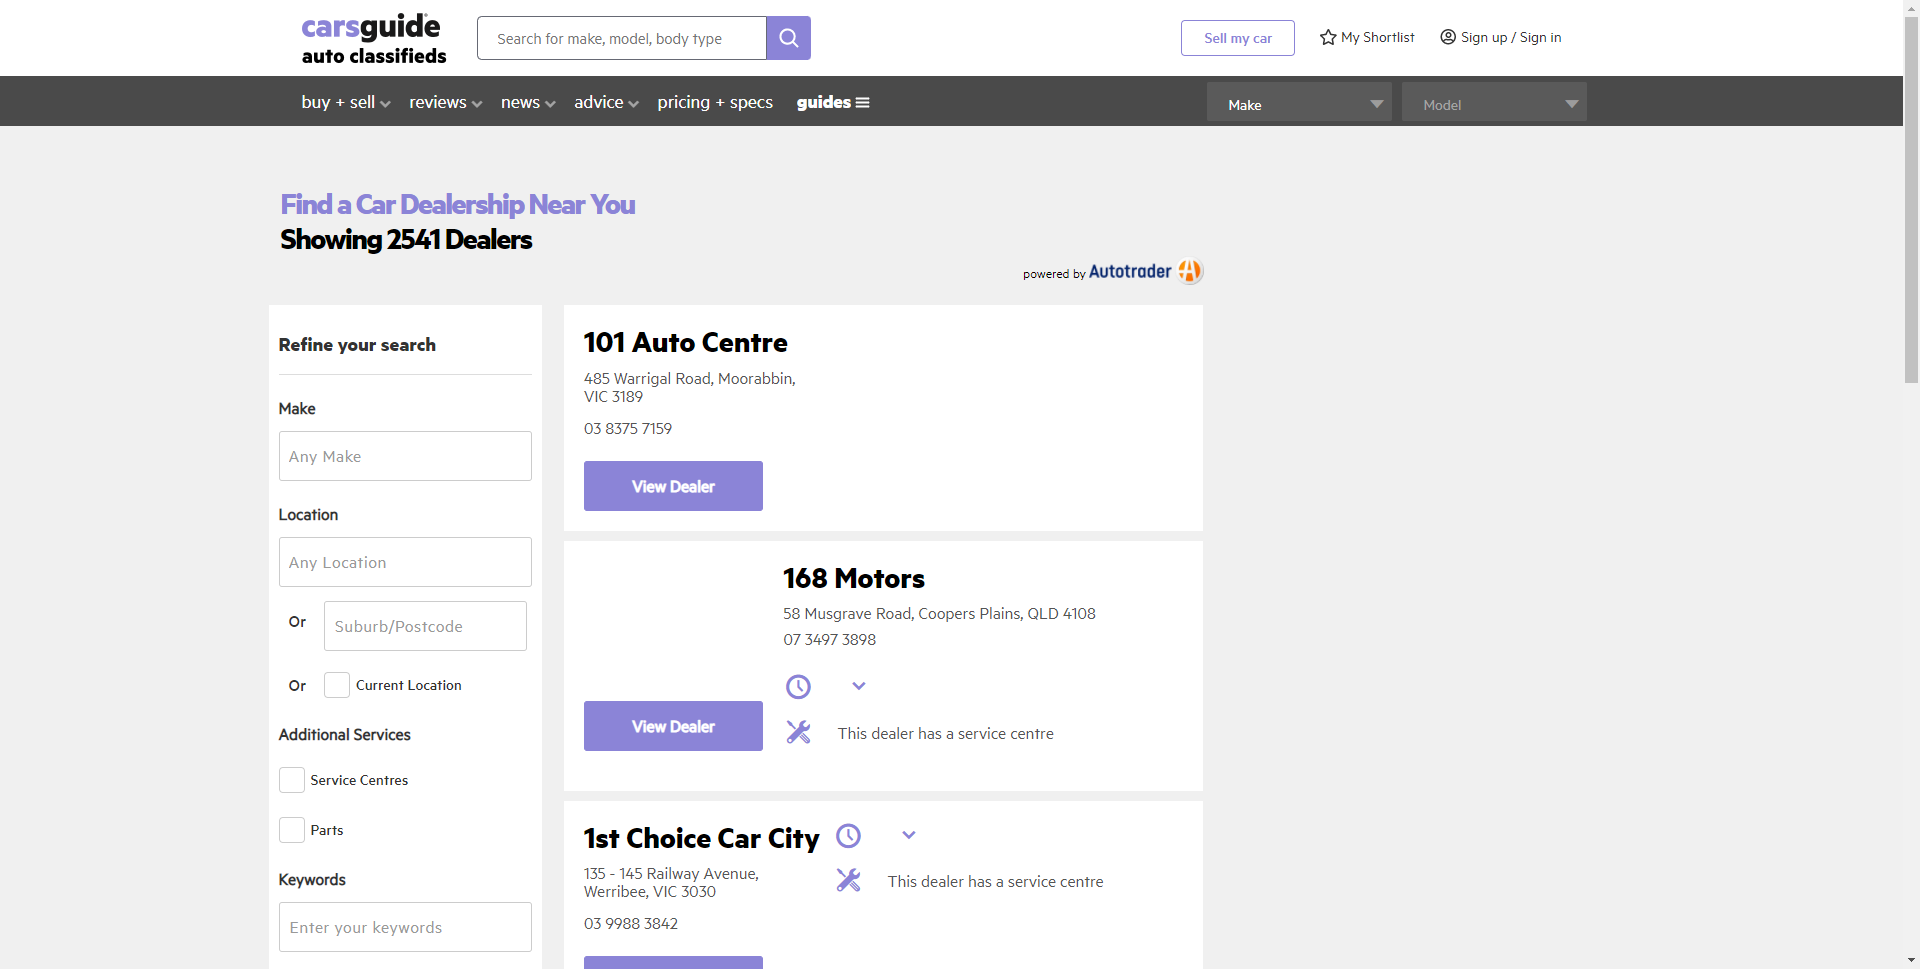 carsguide
auto classifieds
Search for make, model, body type
Sell my car
My Shortlist
Sign up / Sign in
buy + sell
reviews
news
advice
pricing + specs
guides
Make
Model
Find a Car Dealership Near You
Showing 2541 Dealers
powered by Autotrader
Refine your search
Make
Any Make
Location
Any Location
Or
Suburb/Postcode
Or
Current Location
Additional Services
Service Centres
Parts
Keywords
Enter your keywords
101 Auto Centre
485 Warrigal Road, Moorabbin,
VIC 3189
03 8375 7159
View Dealer
168 Motors
58 Musgrave Road, Coopers Plains, QLD 4108
07 3497 3898
This dealer has a service centre
View Dealer
1st Choice Car City
135 - 145 Railway Avenue,
Werribee, VIC 3030
03 9988 3842
This dealer has a service centre